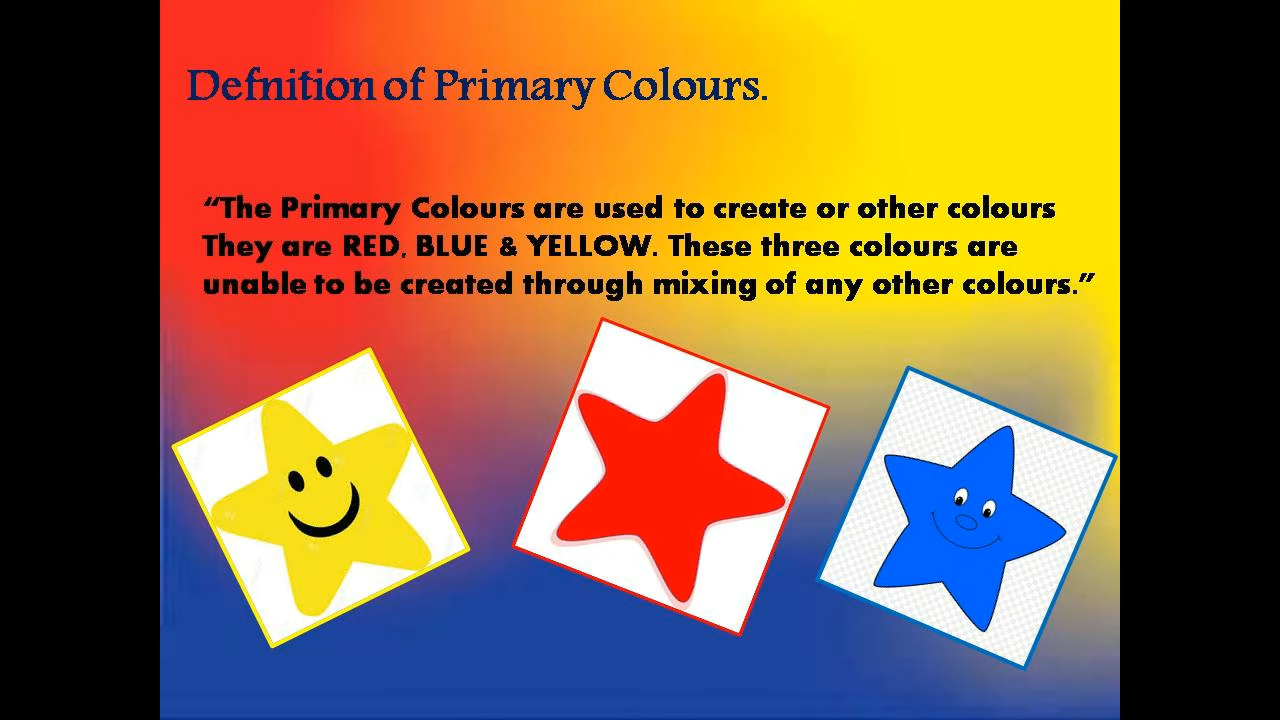 Defnition of Primary Colours.
“The Primary Colours are used to create or other colours
They are RED, BLUE & YELLOW. These three colours are
unable to be created through mixing of any other colours.”